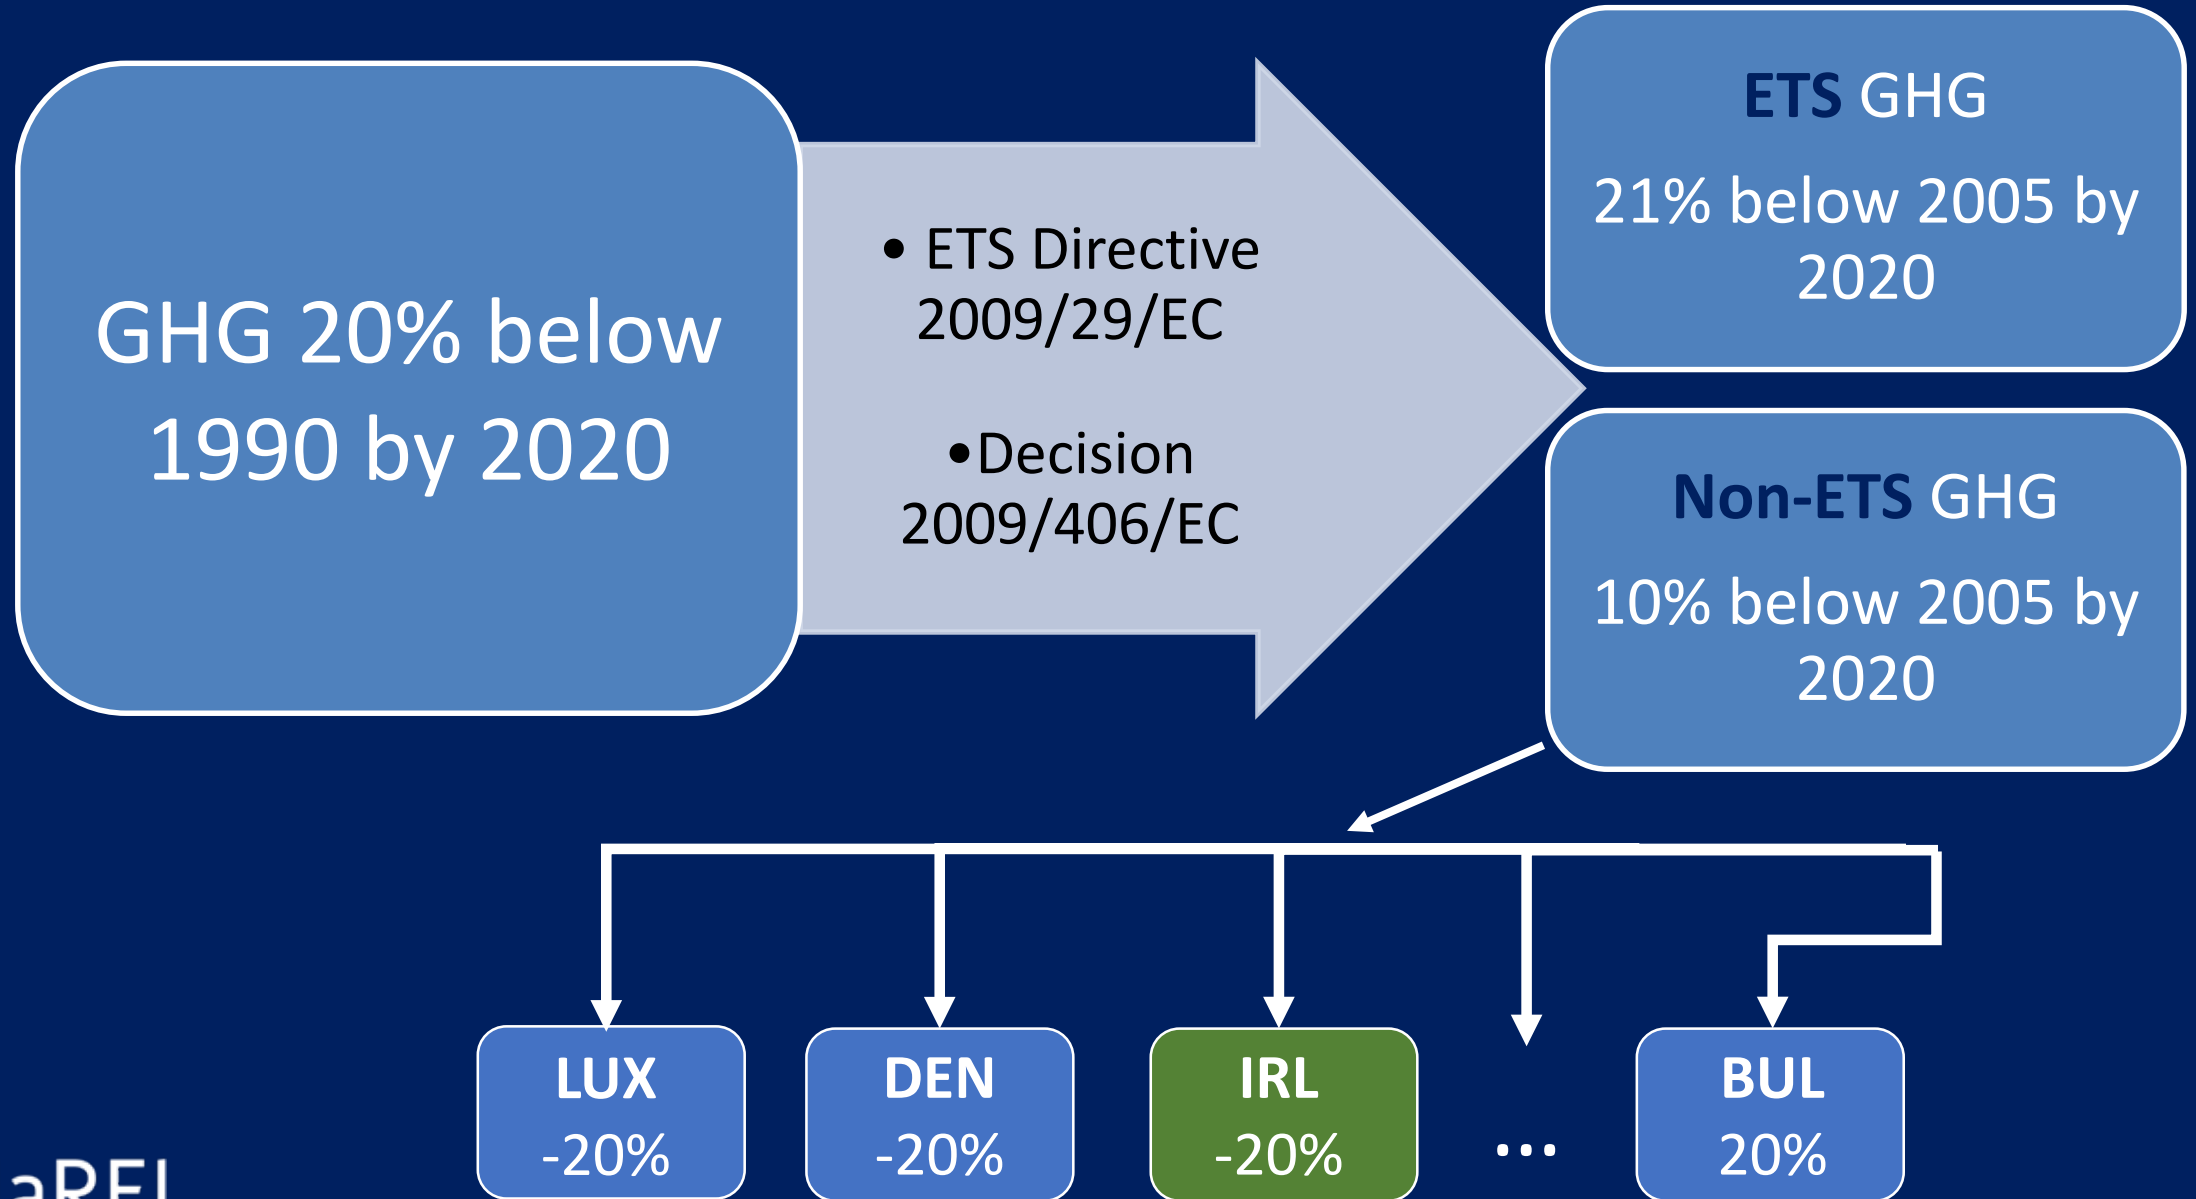 GHG 20% below
1990 by 2020
• ETS Directive
2009/29/EC
•Decision
2009/406/EC
ETS GHG
21% below 2005 by
2020
Non-ETS GHG
10% below 2005 by
2020
LUX
-20%
DEN
-20%
IRL
-20%
...
BUL
20%